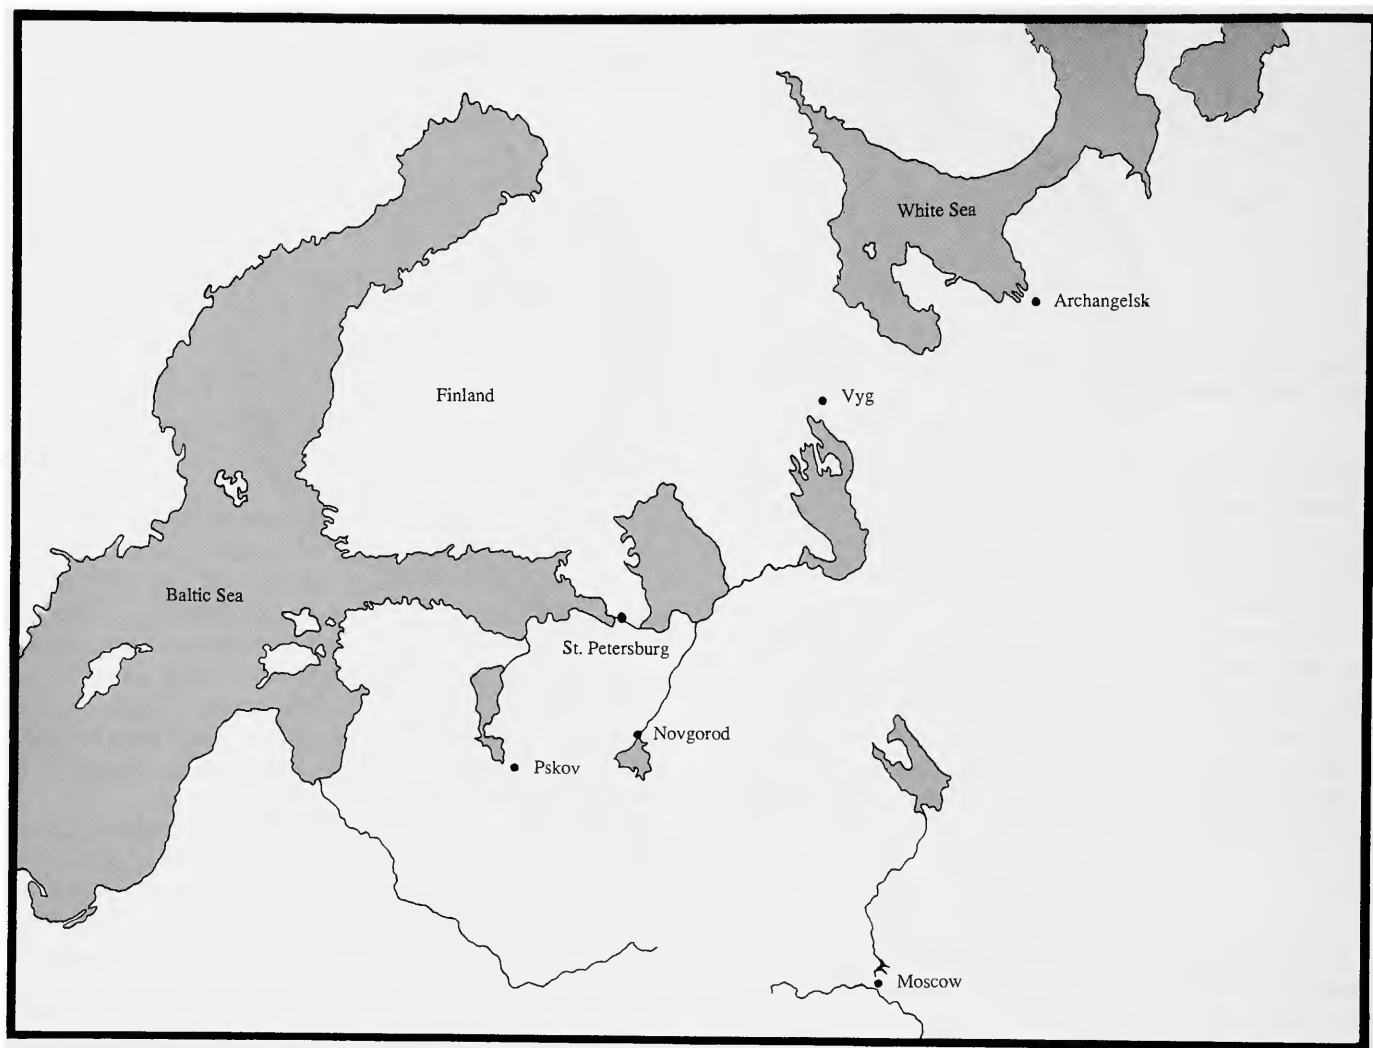 White Sea
Archangelsk
Finland
Vyg
Baltic Sea
St. Petersburg
Novgorod
Pskov
Moscow